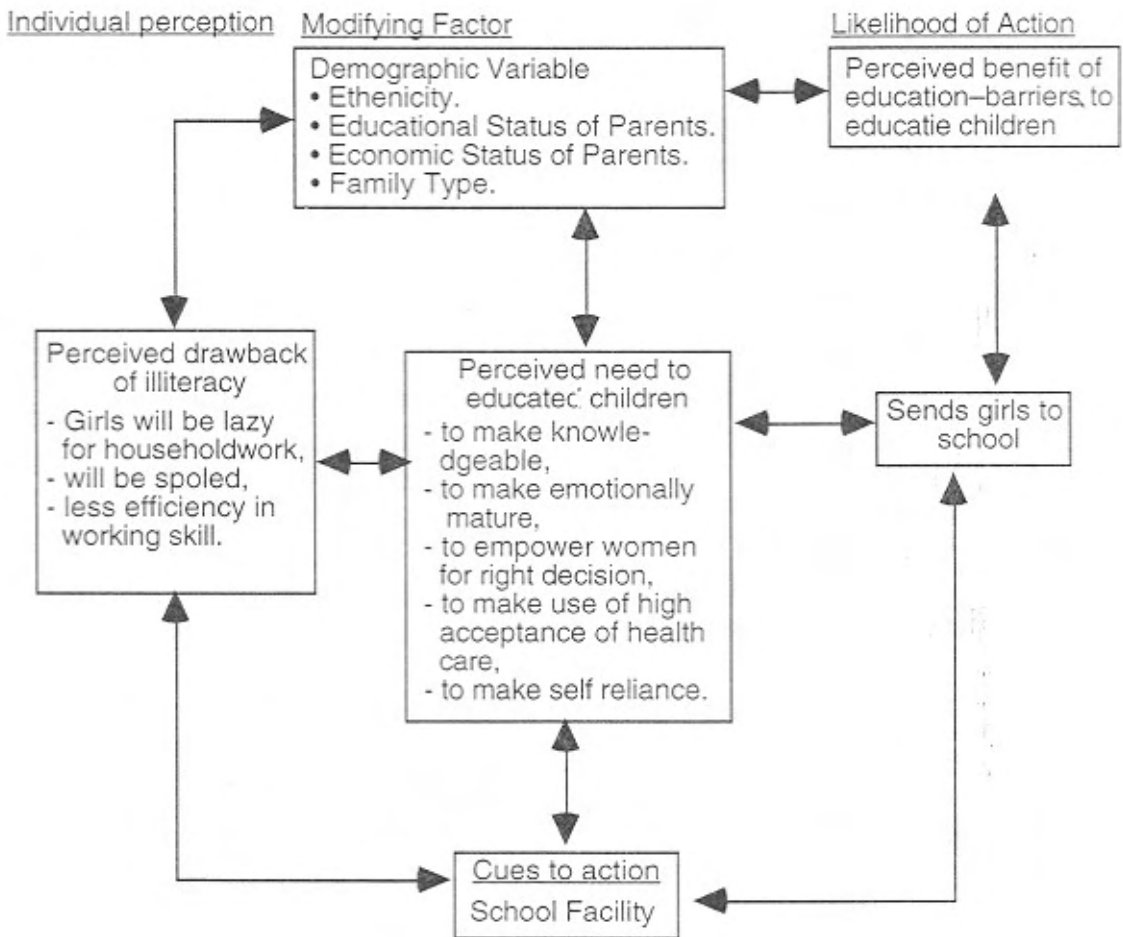 Individual perception
Modifying Factor
Likelihood of Action
Demographic Variable
• Ethenicity.
• Educational Status of Parents.
• Economic Status of Parents.
• Family Type.
Perceived benefit of
education–barriers, to
educatie children
Perceived drawback
of illiteracy
- Girls will be lazy
for householdwork,
- will be spoled,
- less efficiency in
working skill.
Perceived need to
educated children
- to make knowle-
dgeable,
- to make emotionally
mature,
- to empower women
for right decision,
- to make use of high
acceptance of health
care,
- to make self reliance.
Sends girls to
school
Cues to action
School Facility